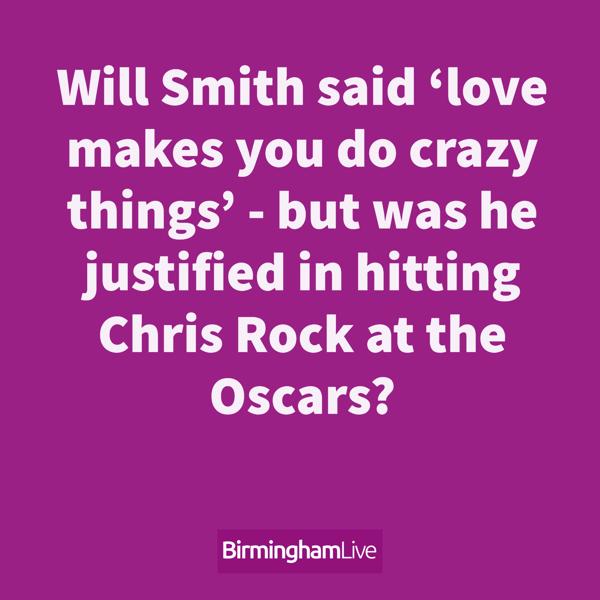 Will Smith said ‘love
makes you do crazy
things’ - but was he
justified in hitting
Chris Rock at the
Oscars?
BirminghamLive